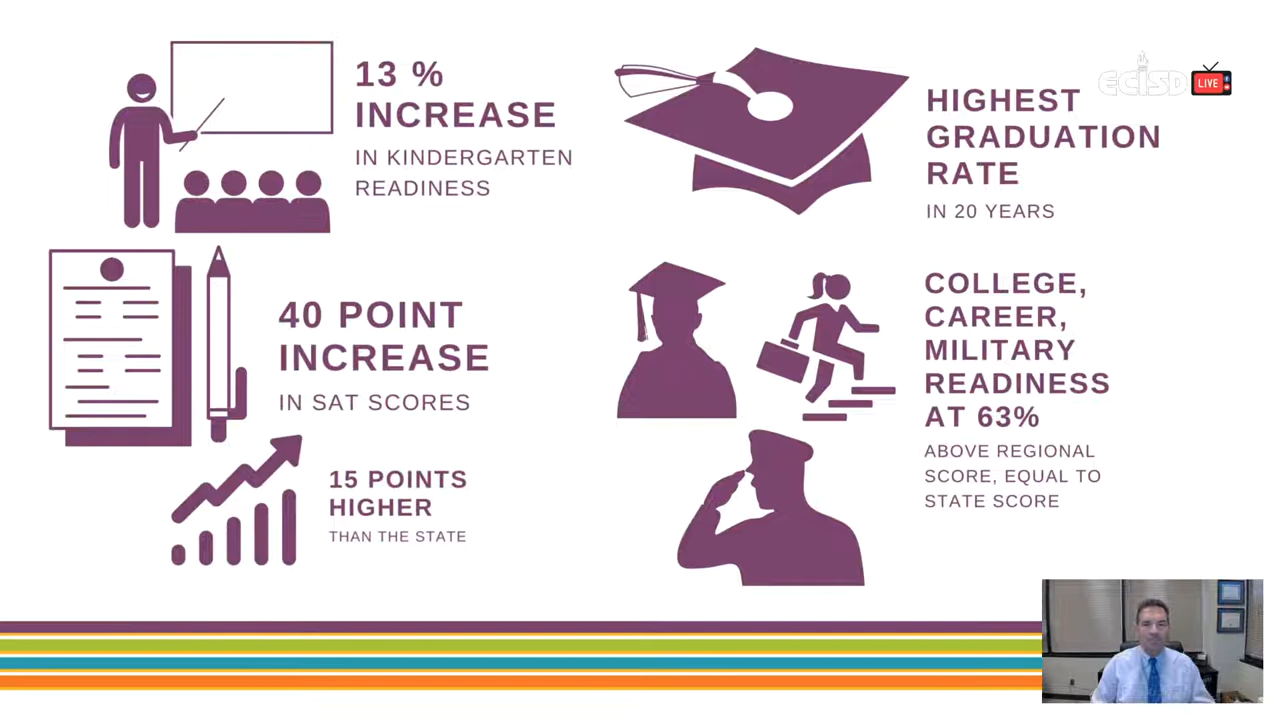 13 %
INCREASE
IN KINDERGARTEN
READINESS
HIGHEST
GRADUATION
RATE
IN 20 YEARS
ECISD
LIVE
40 POINT
INCREASE
IN SAT SCORES
15 POINTS
HIGHER
THAN THE STATE
COLLEGE,
CAREER,
MILITARY
READINESS
AT 63%
ABOVE REGIONAL
SCORE, EQUAL TO
STATE SCORE